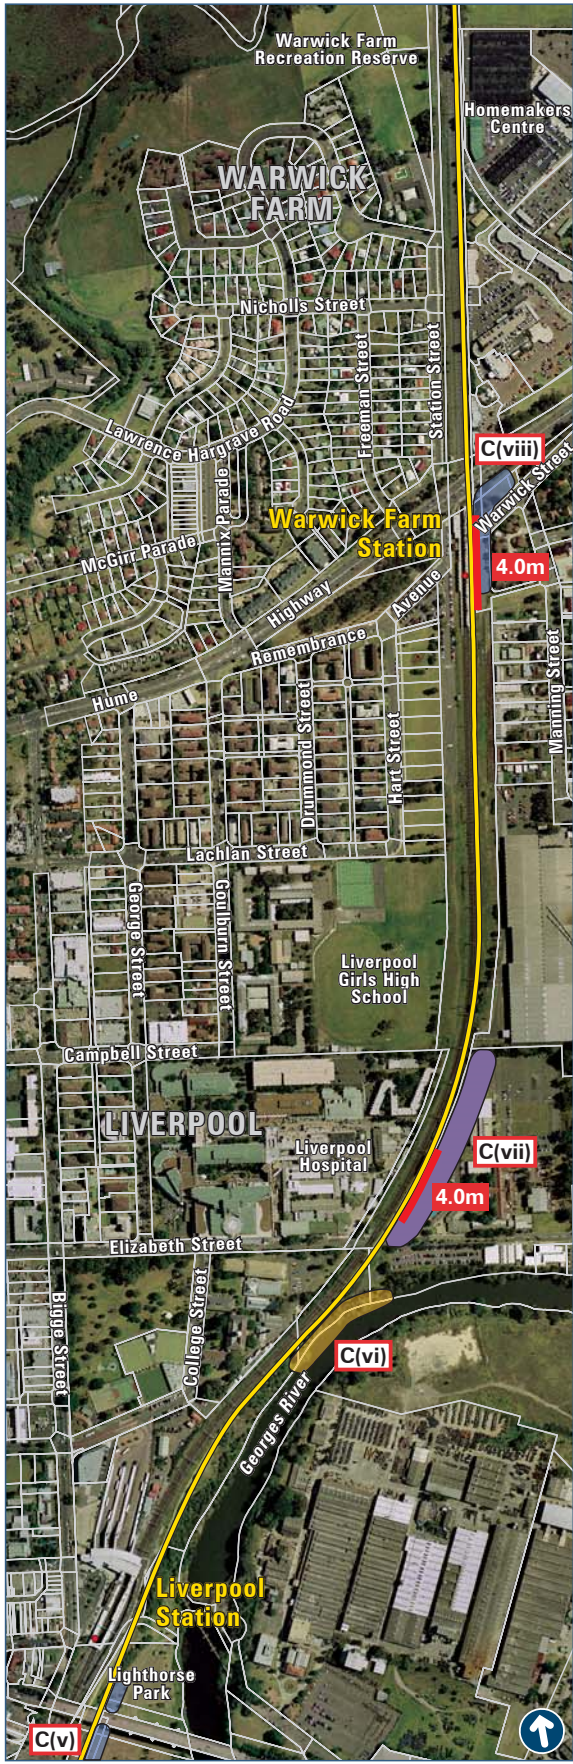 Warwick Farm
Recreation Reserve
Homemakers
Centre
WARWICK
FARM
Nicholls Street
Freeman Street
Station Street
Lawrence Hargrave Road
C(viii)
Warwick Street
Mannix Parade
McGirr Parade
Warwick Farm
Station
4.0m
Highway
Avenue
Remembrance
Hume
Manning Street
Drummond Street
Hart Street
Lachlan Street
George Street
Goulburn Street
Liverpool
Girls High
School
Campbell Street
LIVERPOOL
Liverpool
Hospital
C(vii)
4.0m
Elizabeth Street
Bigge Street
College Street
C(vi)
Georges River
Liverpool
Station
Lighthorse
Park
C(v)